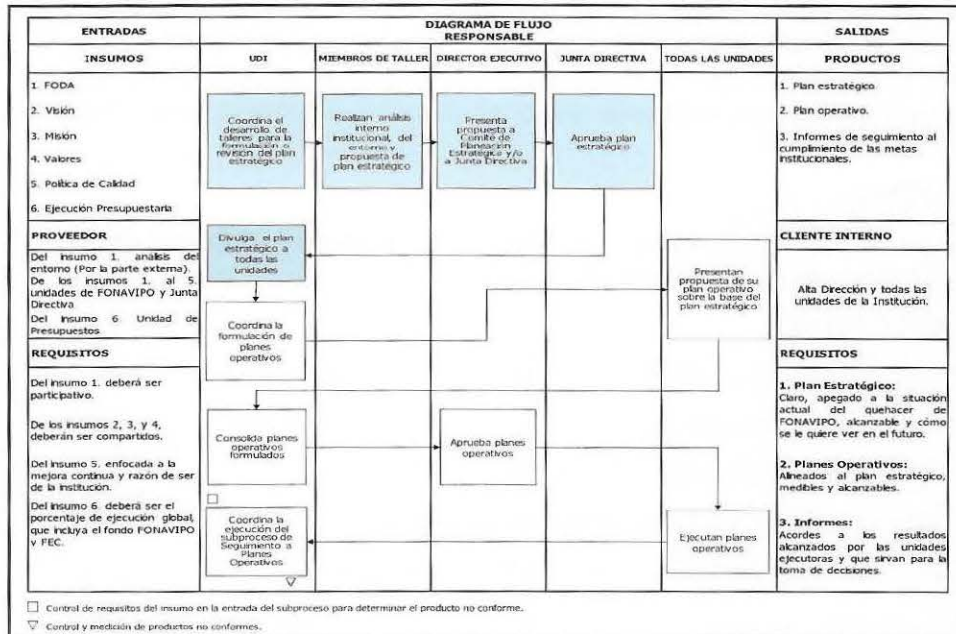 ENTRADAS
DIAGRAMA DE FLUJO
RESPONSABLE
SALIDAS
INSUMOS
UDI
MIEMBROS DE TALLER
DIRECTOR EJECUTIVO
JUNTA DIRECTIVA
TODAS LAS UNIDADES
PRODUCTOS
1. FODA
2. Visión
3. Misión
4. Valores
5. Política de Calidad
6. Ejecución Presupuestaria
Coordina el
desarrollo de
talleres para la
formulación o
revisión del plan
estratégico
Realizan análisis
interno
institucional, del
entorno y
propuesta de
plan estratégico
Presenta
propuesta a
Comité de
Planeación
Estratégica y/o
a Junta Directiva
Aprueba plan
estratégico
1. Plan estratégico
2. Plan operativo.
3. Informes de seguimiento al
cumplimiento de las metas
institucionales.
PROVEEDOR
Del insumo 1. análisis del
entorno (Por la parte externa).
De los insumos 1. al 5.
unidades de FONAVIPO y Junta
Directiva
Del insumo 6. Unidad de
Presupuestos
Divulga el plan
estratégico a
todas las
unidades
Coordina la
formulación de
planes
operativos
Presentan
propuesta de su
plan operativo
sobre la base del
plan estratégico
CLIENTE INTERNO
Alta Dirección y todas las
unidades de la Institución.
REQUISITOS
Del insumo 1. deberá ser
participativo.
De los insumos 2, 3, y 4,
deberán ser compartidos.
Del insumo 5. enfocada a la
mejora continua y razón de ser
de la institución.
Del insumo 6. deberá ser el
porcentaje de ejecución global,
que incluya el fondo FONAVIPO
y FEC.
Consolida planes
operativos
formulados
Aprueba planes
operativos
Coordina la
ejecución del
subproceso de
Seguimiento a
Planes
Operativos
Ejecutan planes
operativos
REQUISITOS
1. Plan Estratégico:
Claro, apegado a la situación
actual del quehacer de
FONAVIPO, alcanzable y cómo
se le quiere ver en el futuro.
2. Planes Operativos:
Alineados al plan estratégico,
medibles y alcanzables.
3. Informes:
Acordes a los resultados
alcanzados por las unidades
ejecutoras y que sirvan para la
toma de decisiones.
Control de requisitos del insumo en la entrada del subproceso para determinar el producto no conforme.
Control y medición de productos no conformes.